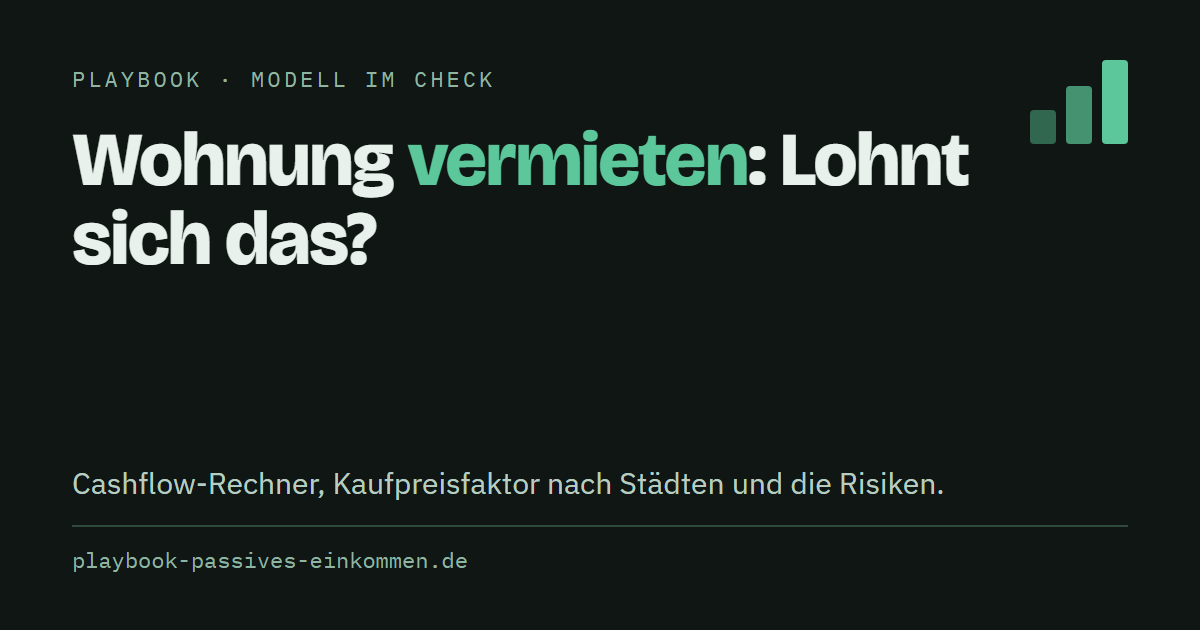 PLAYBOOK · MODELL IM CHECK
Wohnung vermieten: Lohnt
sich das?
Cashflow-Rechner, Kaufpreisfaktor nach Städten und die Risiken.
playbook-passives-einkommen.de